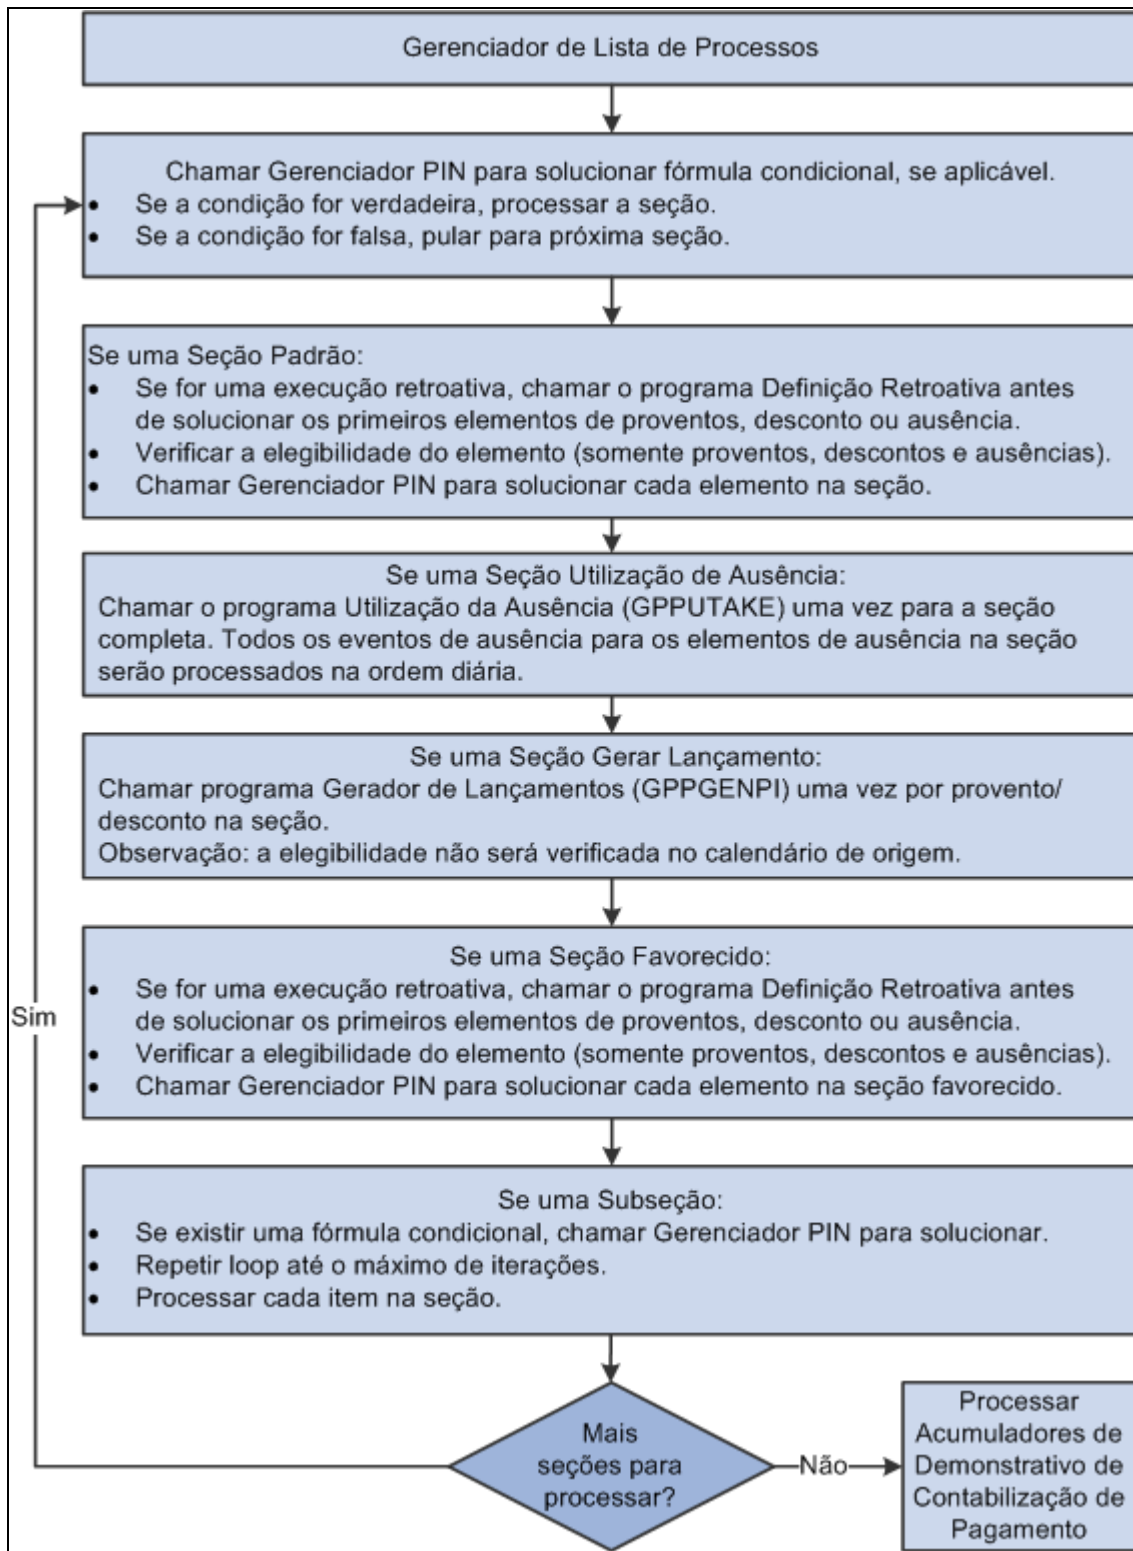 Gerenciador de Lista de Processos
Chamar Gerenciador PIN para solucionar fórmula condicional, se aplicável.
• Se a condição for verdadeira, processar a seção.
• Se a condição for falsa, pular para próxima seção.
Se uma Seção Padrão:
• Se for uma execução retroativa, chamar o programa Definição Retroativa antes
de solucionar os primeiros elementos de proventos, desconto ou ausência.
• Verificar a elegibilidade do elemento (somente proventos, descontos e ausências).
• Chamar Gerenciador PIN para solucionar cada elemento na seção.
Se uma Seção Utilização de Ausência:
Chamar o programa Utilização da Ausência (GPPUTAKE) uma vez para a seção
completa. Todos os eventos de ausência para os elementos de ausência na seção
serão processados na ordem diária.
Se uma Seção Gerar Lançamento:
Chamar programa Gerador de Lançamentos (GPPGENPI) uma vez por provento/
desconto na seção.
Observação: a elegibilidade não será verificada no calendário de origem.
Se uma Seção Favorecido:
• Se for uma execução retroativa, chamar o programa Definição Retroativa antes
de solucionar os primeiros elementos de proventos, desconto ou ausência.
• Verificar a elegibilidade do elemento (somente proventos, descontos e ausências).
• Chamar Gerenciador PIN para solucionar cada elemento na seção favorecido.
Sim
Se uma Subseção:
• Se existir uma fórmula condicional, chamar Gerenciador PIN para solucionar.
• Repetir loop até o máximo de iterações.
• Processar cada item na seção.
Mais
seções para
processar?
Não
Processar
Acumuladores de
Demonstrativo de
Contabilização de
Pagamento